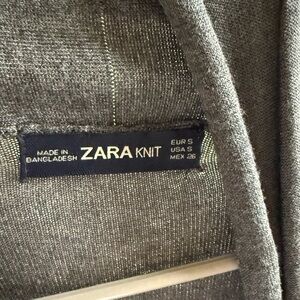 MADE IN
BANGLADESH
ZARA KNIT
EUR S
USA S
MEX 26